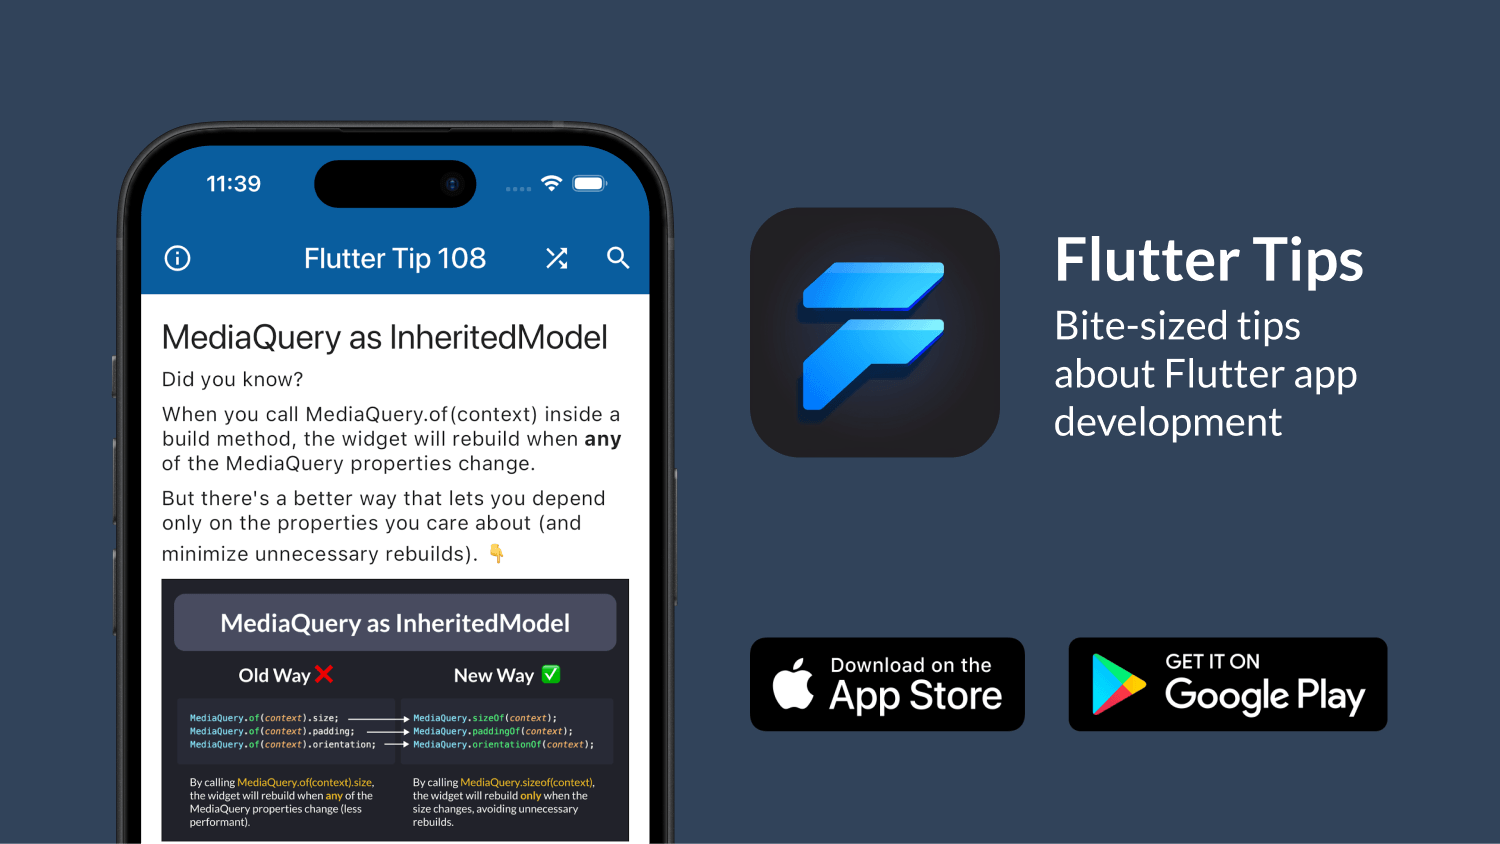 11:39
Flutter Tip 108
MediaQuery as InheritedModel
Did you know?
When you call MediaQuery.of(context) inside a
build method, the widget will rebuild when any
of the MediaQuery properties change.
But there's a better way that lets you depend
only on the properties you care about (and
minimize unnecessary rebuilds). 👇
MediaQuery as InheritedModel
Old Way ❌
New Way ✅
MediaQuery.of(context).size;
MediaQuery.of(context).padding;
MediaQuery.of(context).orientation;
MediaQuery.sizeOf(context);
MediaQuery.paddingOf(context);
MediaQuery.orientationOf(context);
By calling MediaQuery.of(context).size,
the widget will rebuild when any of the
MediaQuery properties change (less
performant).
By calling MediaQuery.sizeof(context),
the widget will rebuild only when the
size changes, avoiding unnecessary
rebuilds.
Flutter Tips
Bite-sized tips
about Flutter app
development
Download on the
App Store
GET IT ON
Google Play